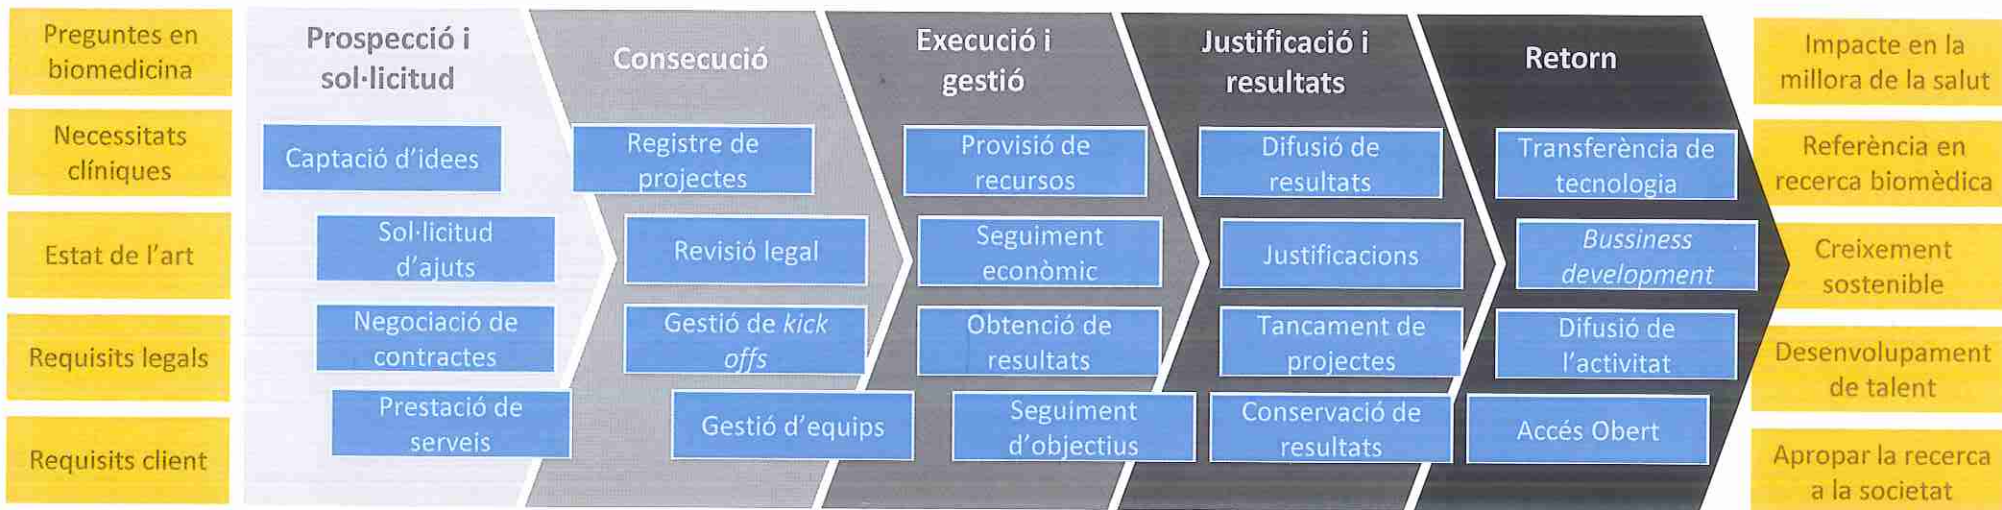 Preguntes en
biomedicina
Necessitats
clíniques
Estat de l'art
Requisits legals
Requisits client
Prospecció i
sol·licitud
Captació d'idees
Sol·licitud
d'ajuts
Negociació de
contractes
Prestació de
serveis
Consecució
Registre de
projectes
Revisió legal
Gestió de kick
offs
Gestió d'equips
Execució i
gestió
Provisió de
recursos
Seguiment
econòmic
Obtenció de
resultats
Seguiment
d'objectius
Justificació i
resultats
Difusió de
resultats
Justificacions
Tancament de
projectes
Conservació de
resultats
Retorn
Transferència de
tecnologia
Bussiness
development
Difusió de
l'activitat
Accés Obert
Impacte en la
millora de la salut
Referència en
recerca biomèdica
Creixement
sostenible
Desenvolupament
de talent
Apropar la recerca
a la societat